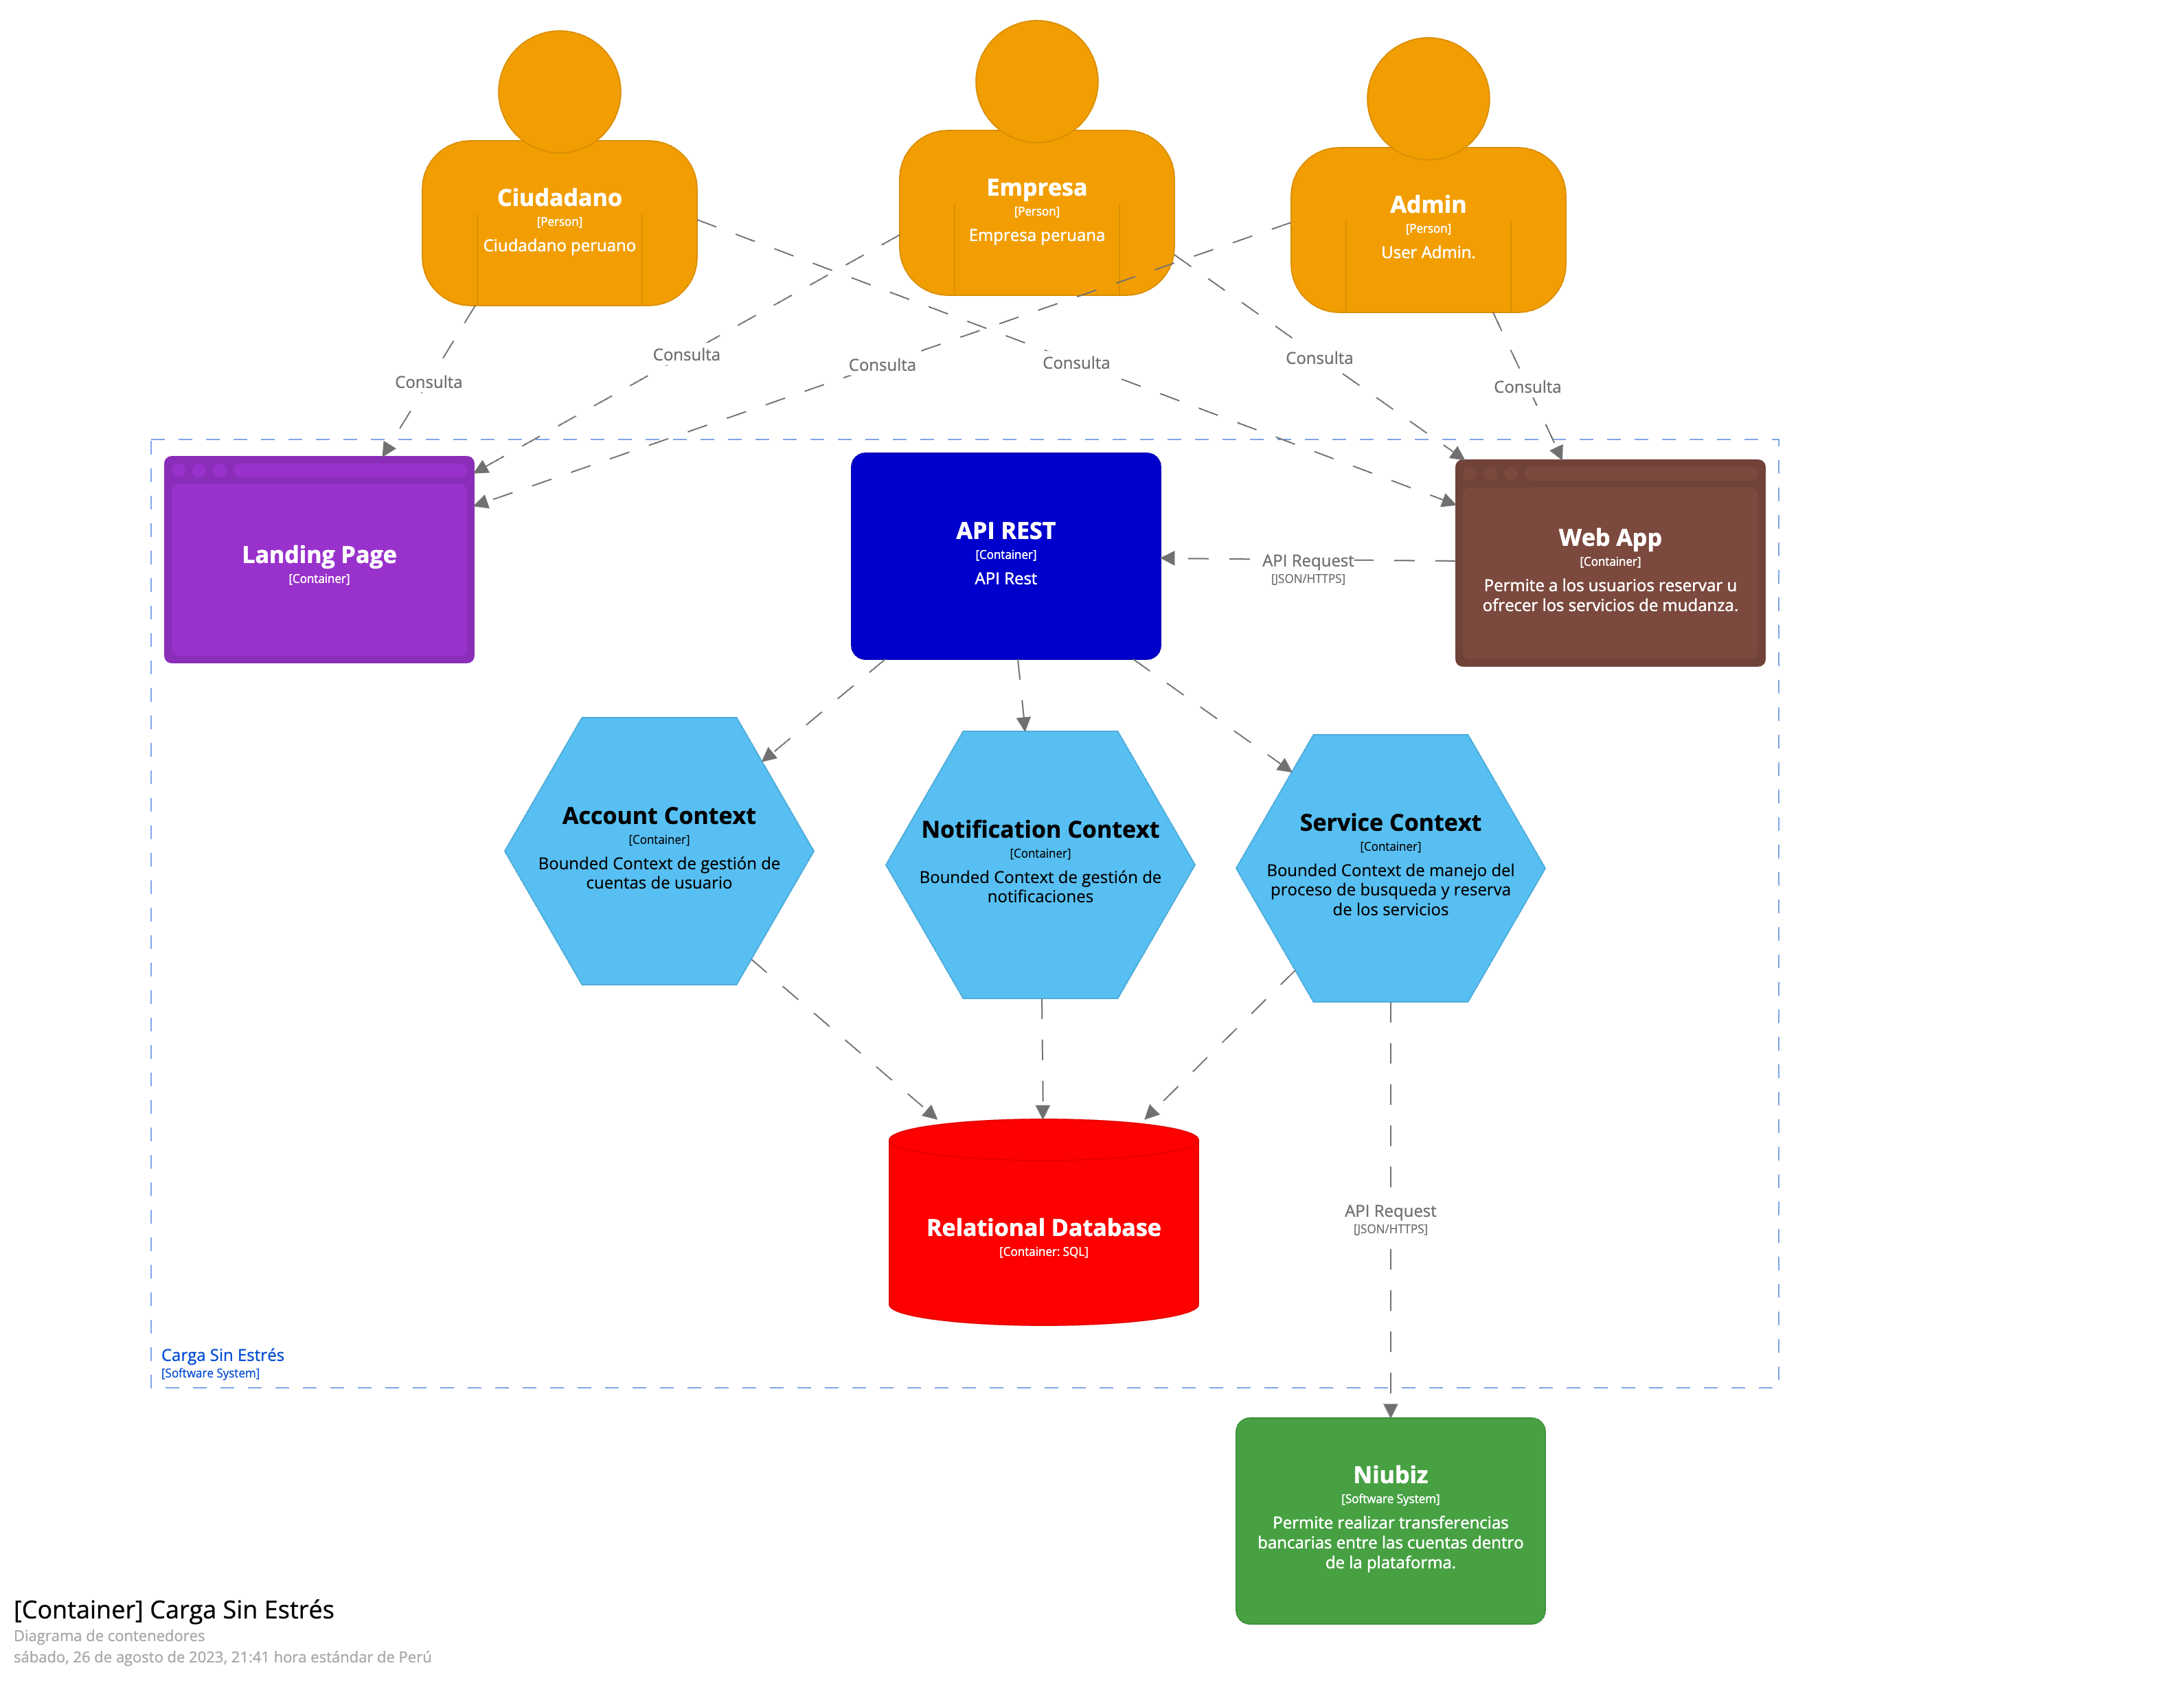 Ciudadano
[Person]
Ciudadano peruano
Empresa
[Person]
Empresa peruana
Admin
[Person]
User Admin.
Consulta
Consulta
Consulta
Consulta
Consulta
Consulta
Landing Page
[Container]
API REST
[Container]
API Rest
API Request
[JSON/HTTPS]
Web App
[Container]
Permite a los usuarios reservar u
ofrecer los servicios de mudanza.
Account Context
[Container]
Bounded Context de gestión de
cuentas de usuario
Notification Context
[Container]
Bounded Context de gestión de
notificaciones
Service Context
[Container]
Bounded Context de manejo del
proceso de busqueda y reserva
de los servicios
Relational Database
[Container: SQL]
API Request
[JSON/HTTPS]
Carga Sin Estrés
[Software System]
Niubiz
[Software System]
Permite realizar transferencias
bancarias entre las cuentas dentro
de la plataforma.
[Container] Carga Sin Estrés
Diagrama de contenedores
sábado, 26 de agosto de 2023, 21:41 hora estándar de Perú